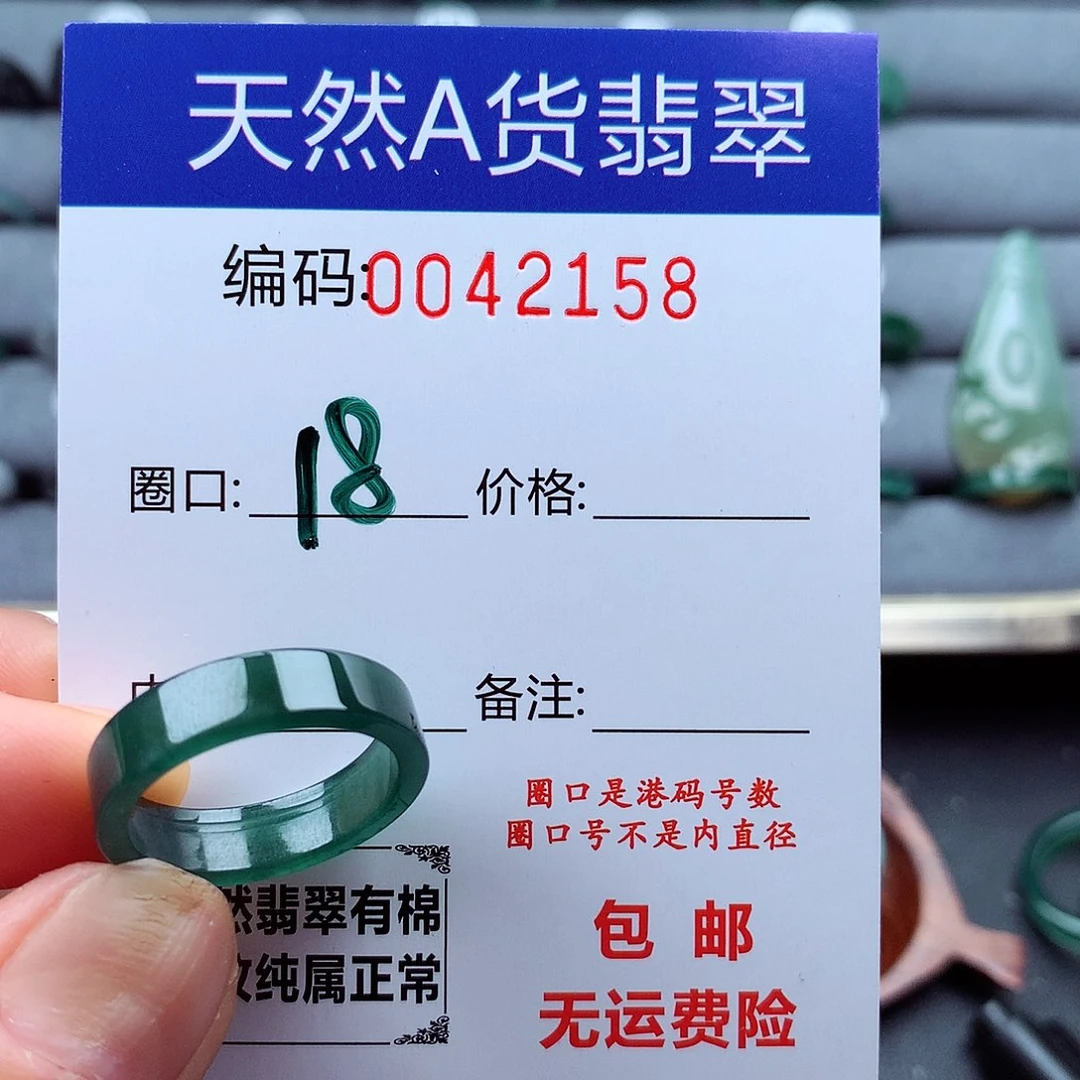 天然A货翡翠
编码:0042158
圈口: 18 价格:
备注:
圈口是港码号数
圈口号不是内直径
然翡翠有棉
纹纯属正常
包 邮
无运费险